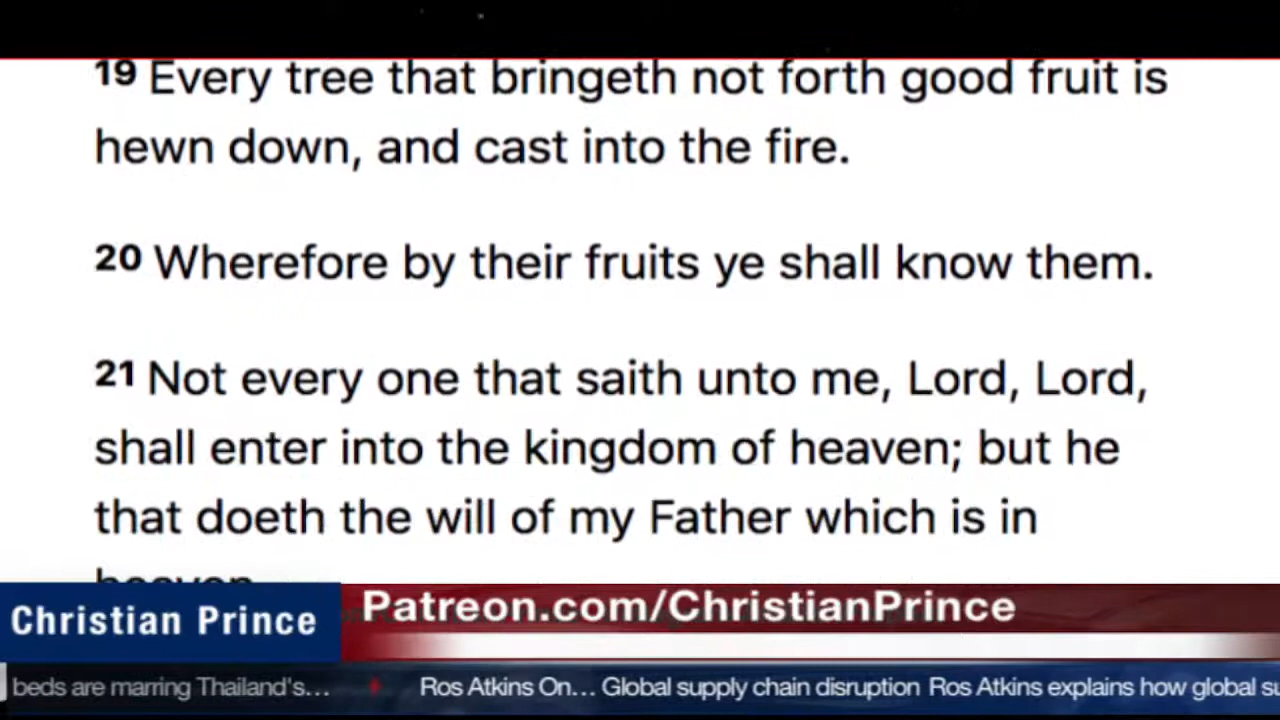 19 Every tree that bringeth not forth good fruit is
hewn down, and cast into the fire.
20 Wherefore by their fruits ye shall know them.
21 Not every one that saith unto me, Lord, Lord,
shall enter into the kingdom of heaven; but he
that doeth the will of my Father which is in
heaven
Christian Prince
Patreon.com/ChristianPrince
beds are marring Thailand's... Ros Atkins On... Global supply chain disruption Ros Atkins explains how global su